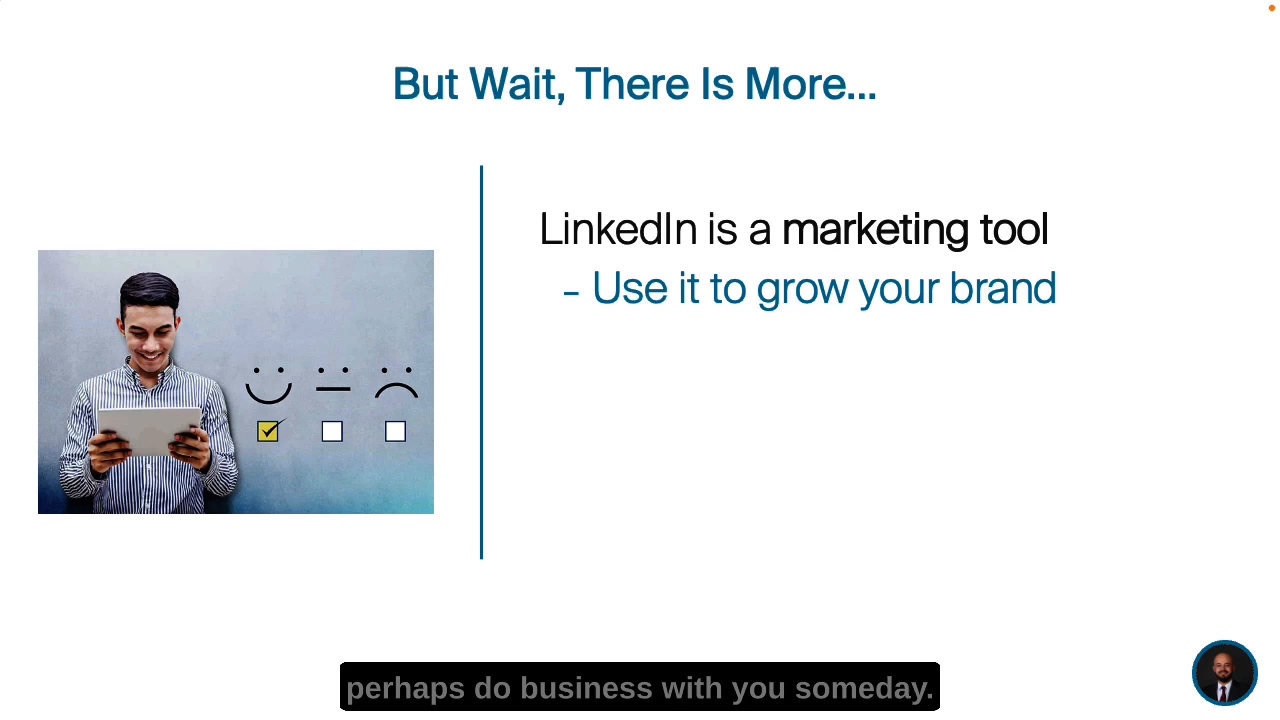 But Wait, There Is More...
LinkedIn is a marketing tool
– Use it to grow your brand
perhaps do business with you someday.